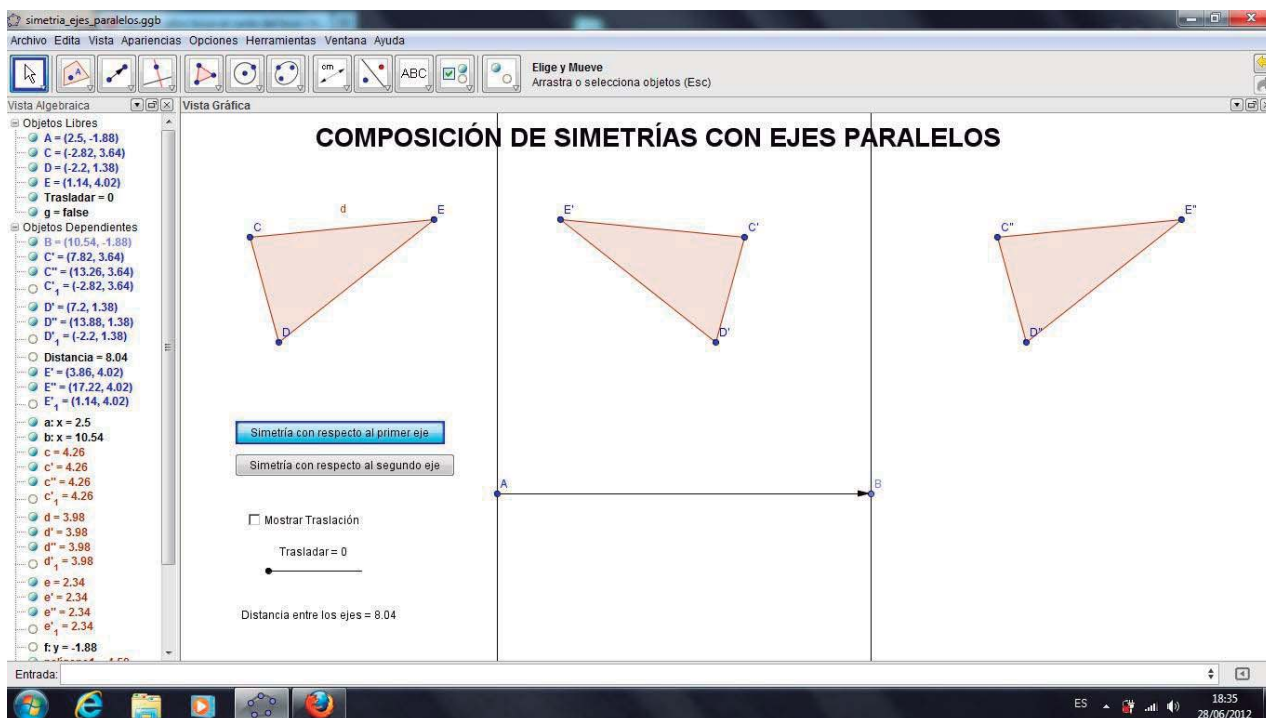 simetria_ejes_paralelos.ggb
Archivo Edita Vista Apariencias Opciones Herramientas Ventana Ayuda
A
cm
ABC
Elige y Mueve
Arrastra o selecciona objetos (Esc)
Vista Algebraica
Vista Gráfica
Objetos Libres
A = (2.5, -1.88)
C = (-2.82, 3.64)
D = (-2.2, 1.38)
E = (1.14, 4.02)
Trasladar = 0
g = false
Objetos Dependientes
B = (10.54, -1.88)
C' = (7.82, 3.64)
C" = (13.26, 3.64)
C'1 = (-2.82, 3.64)
D' = (7.2, 1.38)
D" = (13.88, 1.38)
D'1 = (-2.2, 1.38)
Distancia = 8.04
E' = (3.86, 4.02)
E" = (17.22, 4.02)
E'1 = (1.14, 4.02)
a: x = 2.5
b: x = 10.54
c = 4.26
c' = 4.26
c" = 4.26
c'1 = 4.26
d = 3.98
d' = 3.98
d" = 3.98
d'1 = 3.98
e = 2.34
e' = 2.34
e" = 2.34
e'1 = 2.34
f: y = -1.88
COMPOSICIÓN DE SIMETRÍAS CON EJES PARALELOS
C
d
E
D
E'
C'
D'
C"
E"
D"
Simetría con respecto al primer eje
Simetría con respecto al segundo eje
A
B
Mostrar Traslación
Trasladar = 0
Distancia entre los ejes = 8.04
Entrada:
ES
18:35
28/06/2012